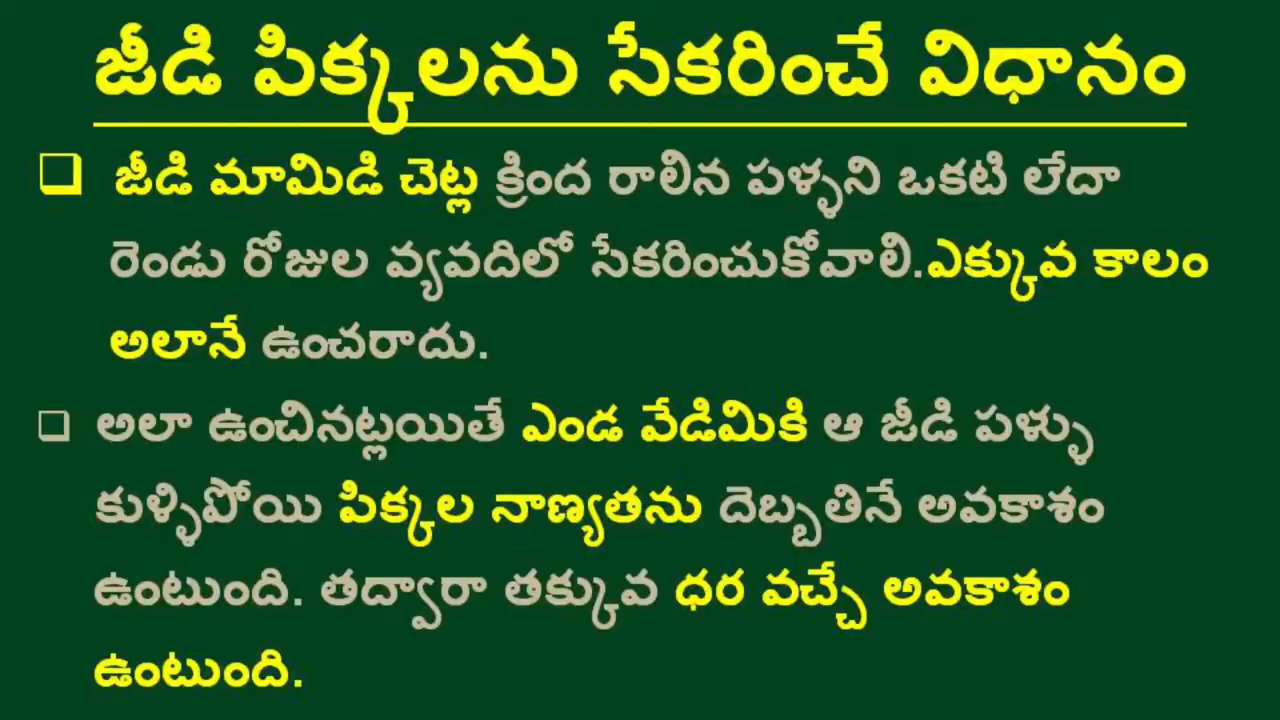 జీడి పిక్కలను సేకరించే విధానం
❑ జీడి మామిడి చెట్ల క్రింద రాలిన పళ్ళని ఒకటి లేదా
రెండు రోజుల వ్యవదిలో సేకరించుకోవాలి.ఎక్కువ కాలం
అలానే ఉంచరాదు.
❑ అలా ఉంచినట్లయితే ఎండ వేడిమికి ఆ జీడి పళ్ళు
కుళ్ళిపోయి పిక్కల నాణ్యతను దెబ్బతినే అవకాశం
ఉంటుంది. తద్వారా తక్కువ ధర వచ్చే అవకాశం
ఉంటుంది.